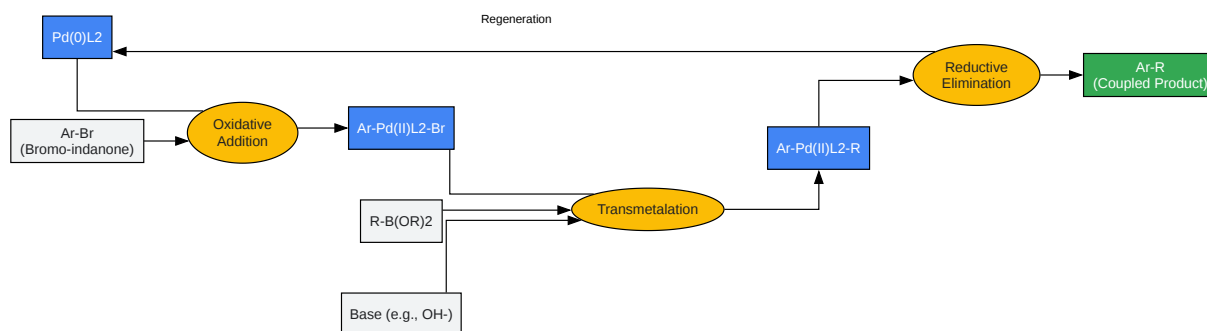 Regeneration
Pd(0)L2
Reductive
Elimination
Ar-R
(Coupled Product)
Ar-Br
(Bromo-indanone)
Oxidative
Addition
Ar-Pd(II)L2-Br
Ar-Pd(II)L2-R
R-B(OR)2
Transmetalation
Base (e.g., OH-)